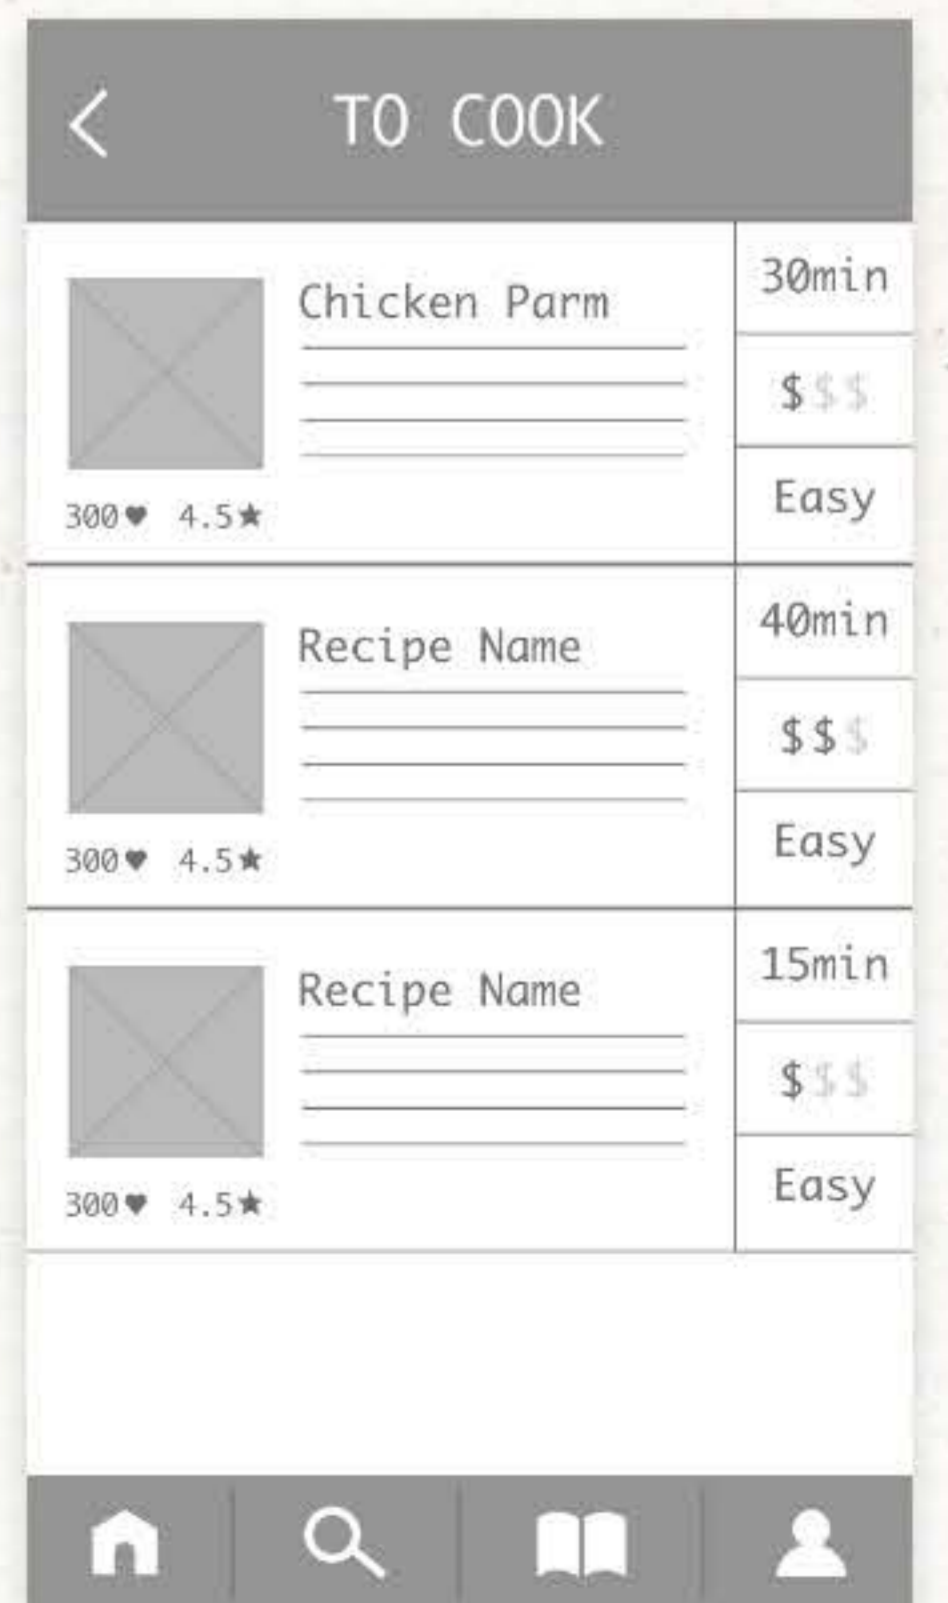 TO COOK
Chicken Parm
300♥ 4.5★
30min
$$$
Easy
Recipe Name
300♥ 4.5★
40min
$$$
Easy
Recipe Name
300♥ 4.5★
15min
$$$
Easy